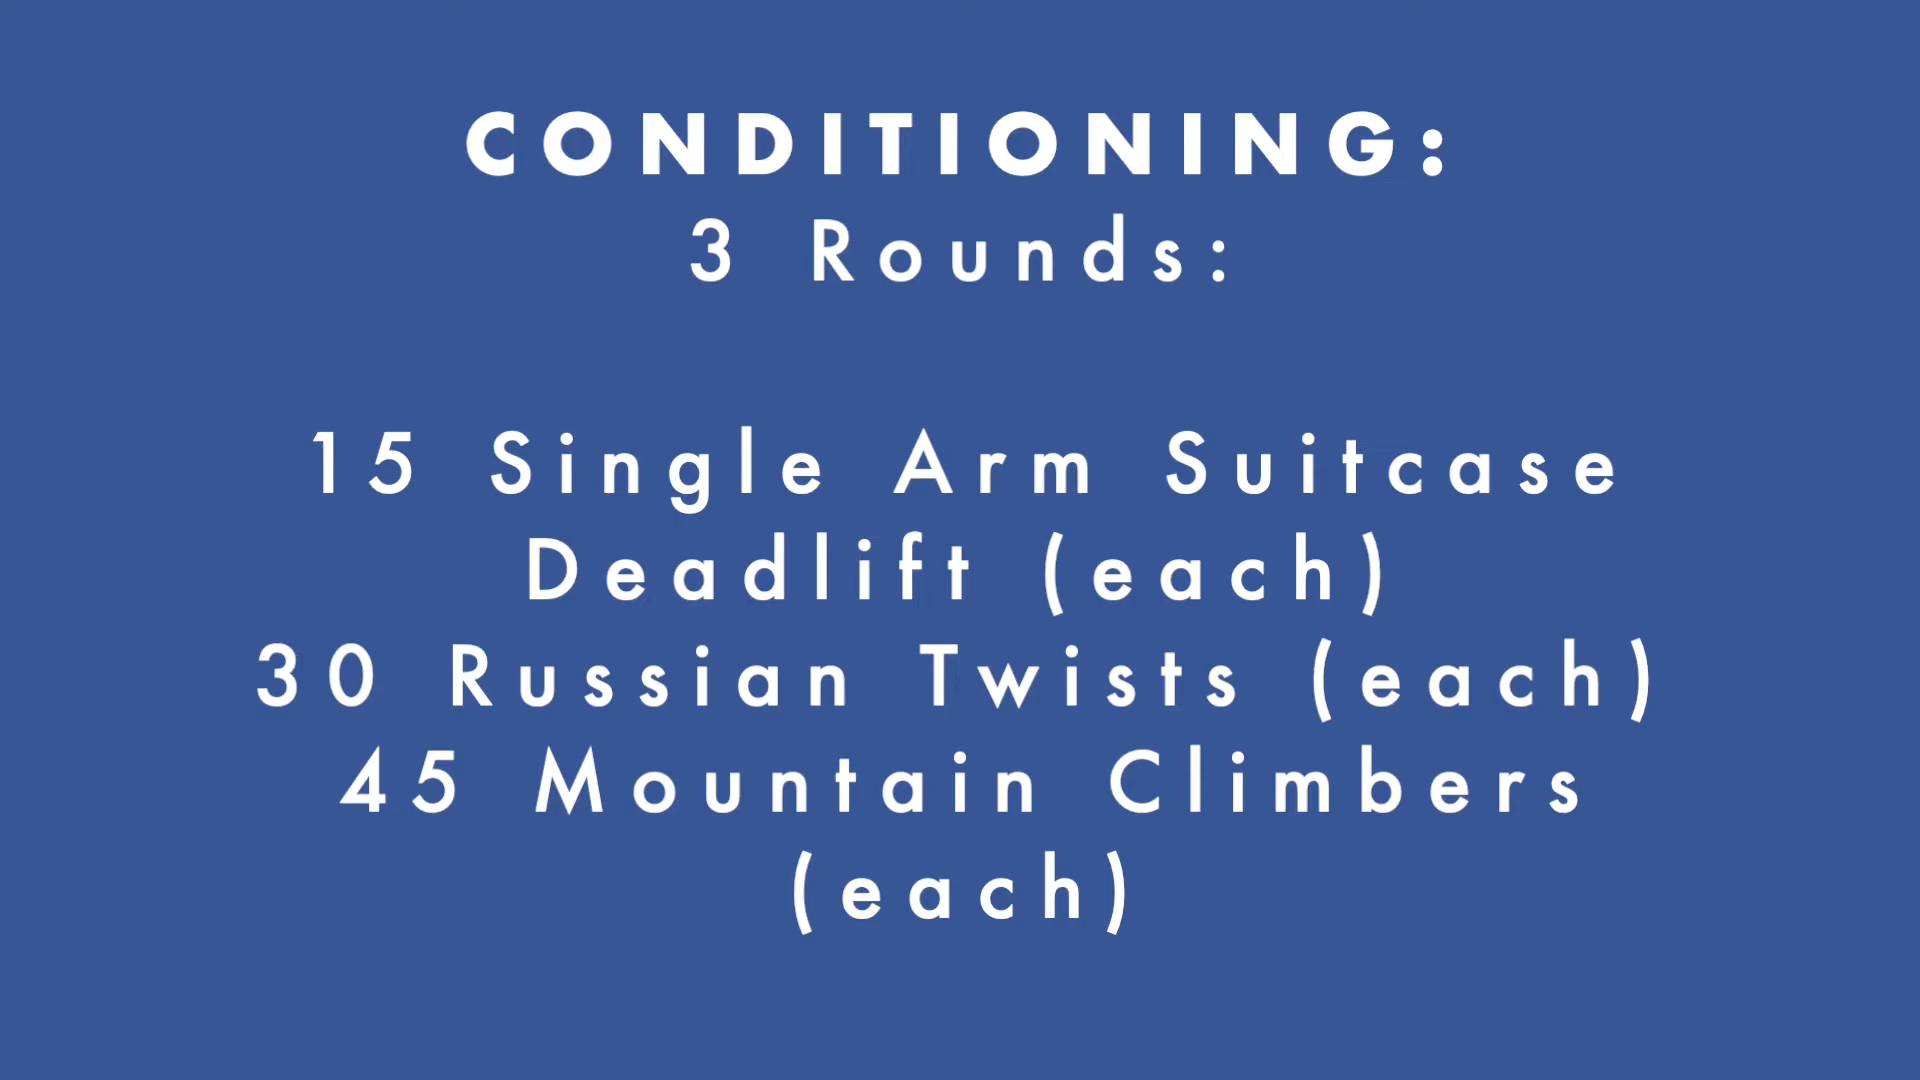 CONDITIONING:
3 Rounds:
15 Single Arm Suitcase
Deadlift (each)
30 Russian Twists (each)
45 Mountain Climbers
(each)